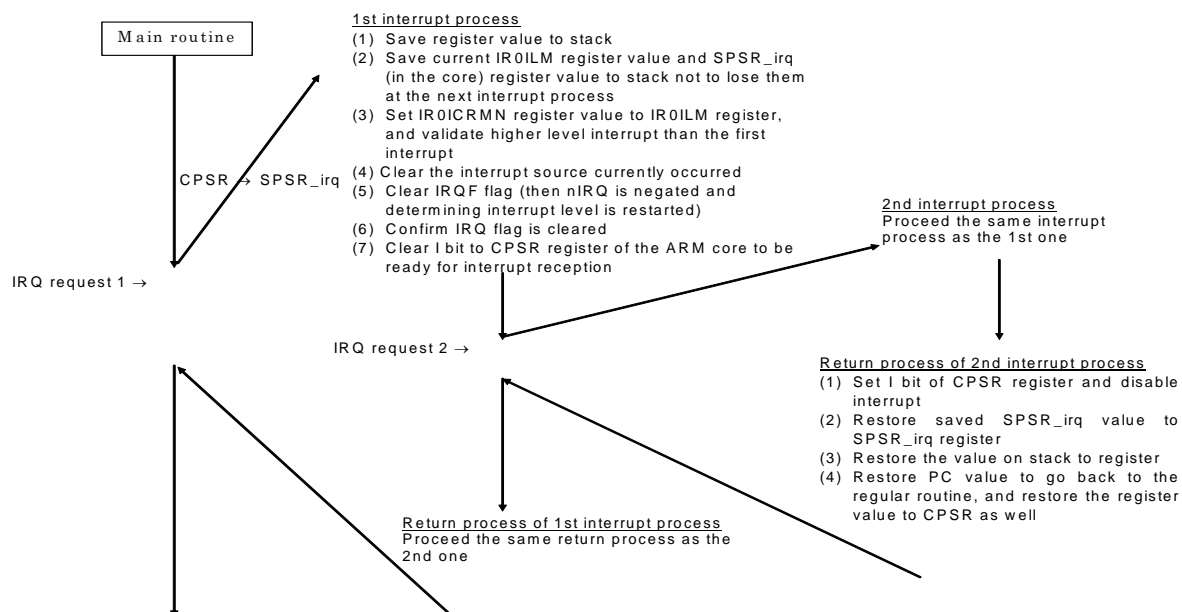 Main routine
1st interrupt process
(1) Save register value to stack
(2) Save current IR0ILM register value and SPSR_irq
(in the core) register value to stack not to lose them
at the next interrupt process
(3) Set IR0ICRMN register value to IR0ILM register,
and validate higher level interrupt than the first
interrupt
(4) Clear the interrupt source currently occurred
(5) Clear IRQF flag (then nIRQ is negated and
determining interrupt level is restarted)
(6) Confirm IRQ flag is cleared
(7) Clear I bit to CPSR register of the ARM core to be
ready for interrupt reception
CPSR → SPSR_irq
IRQ request 1 →
2nd interrupt process
Proceed the same interrupt
process as the 1st one
IRQ request 2 →
Return process of 2nd interrupt process
(1) Set I bit of CPSR register and disable
interrupt
(2) Restore saved SPSR_irq value to
SPSR_irq register
(3) Restore the value on stack to register
(4) Restore PC value to go back to the
regular routine, and restore the register
value to CPSR as well
Return process of 1st interrupt process
Proceed the same return process as the
2nd one